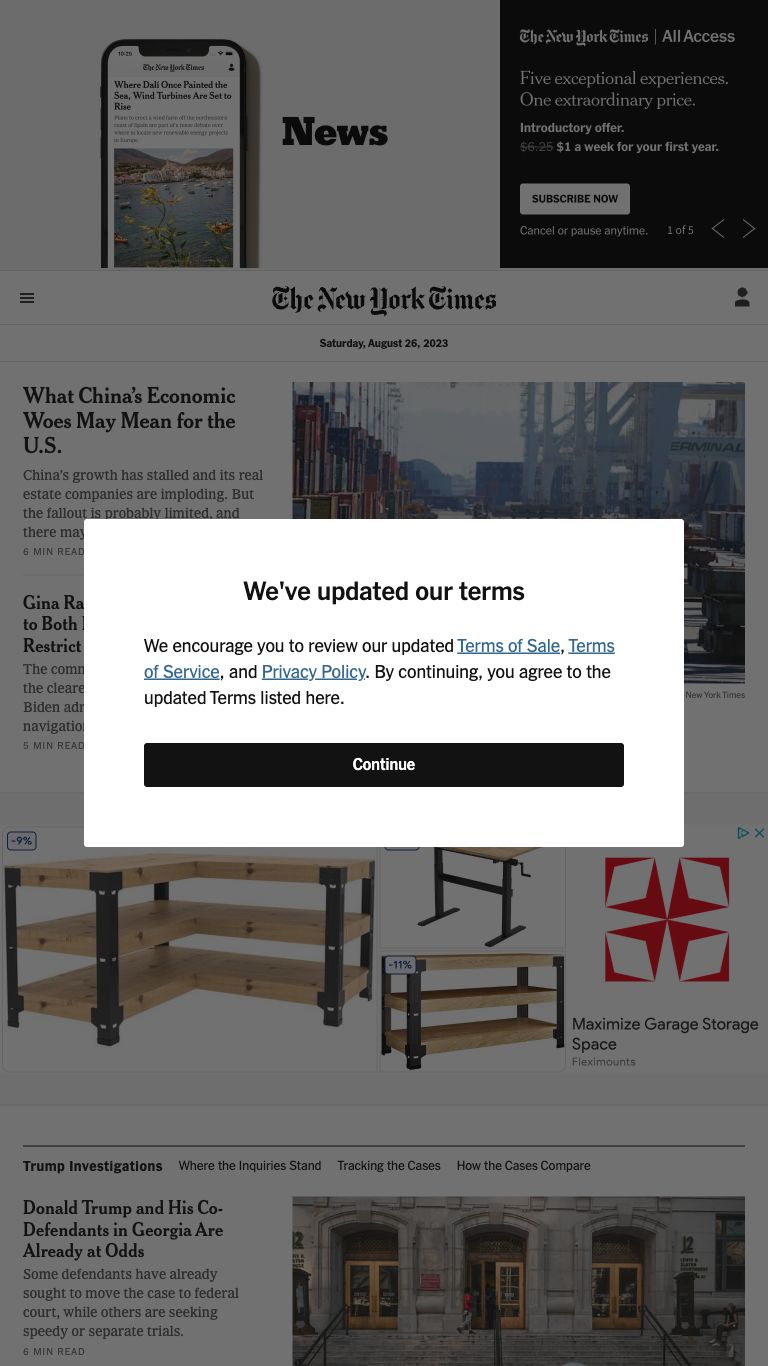 10:25
The New York Times
Where Dalí Once Painted the
Sea, Wind Turbines Are Set to
Rise
Plans to erect a wind farm off the northeastern
coast of Spain are part of a tense debate over
where to locate new renewable energy projects
in Europe.
News
The New York Times | All Access
Five exceptional experiences.
One extraordinary price.
Introductory offer.
$6.25 $1 a week for your first year.
SUBSCRIBE NOW
Cancel or pause anytime.
1 of 5
The New York Times
Saturday, August 26, 2023
What China's Economic
Woes May Mean for the
U.S.
China's growth has stalled and its real
estate companies are imploding. But
the fallout is probably limited, and
there may
6 MIN READ
TERMINAL
Gina Ra
to Both
Restrict
The comm
the cleare
Biden adr
navigation
5 MIN READ
New York Times
We've updated our terms
We encourage you to review our updated Terms of Sale, Terms
of Service, and Privacy Policy. By continuing, you agree to the
updated Terms listed here.
Continue
-9%
-11%
Maximize Garage Storage
Space
Fleximounts
Trump Investigations
Where the Inquiries Stand
Tracking the Cases
How the Cases Compare
Donald Trump and His Co-
Defendants in Georgia Are
Already at Odds
Some defendants have already
sought to move the case to federal
court, while others are seeking
speedy or separate trials.
6 MIN READ